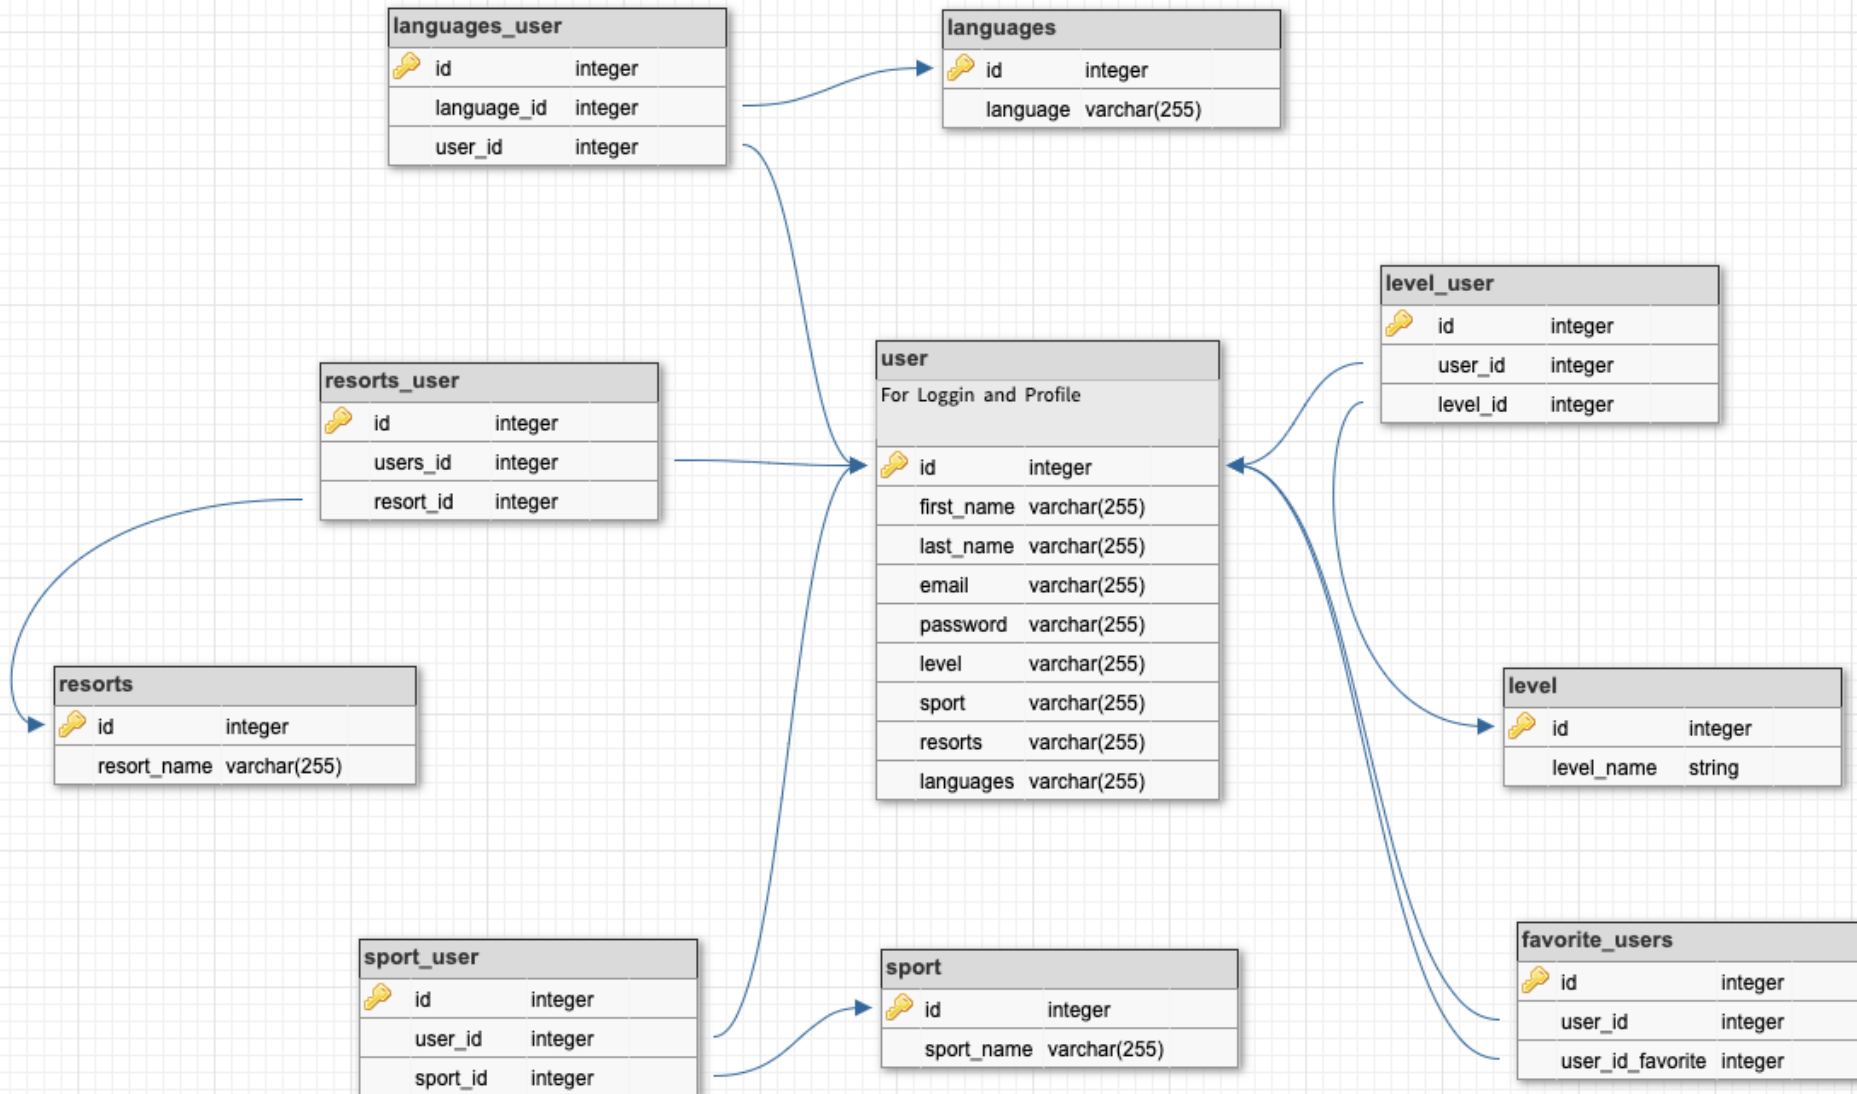 languages_user
id integer
language_id integer
user_id integer
languages
id integer
language varchar(255)
level_user
id integer
user_id integer
level_id integer
user
For Loggin and Profile
id integer
first_name varchar(255)
last_name varchar(255)
email varchar(255)
password varchar(255)
level varchar(255)
sport varchar(255)
resorts varchar(255)
languages varchar(255)
resorts_user
id integer
users_id integer
resort_id integer
resorts
id integer
resort_name varchar(255)
level
id integer
level_name string
favorite_users
id integer
user_id integer
user_id_favorite integer
sport_user
id integer
user_id integer
sport_id integer
sport
id integer
sport_name varchar(255)